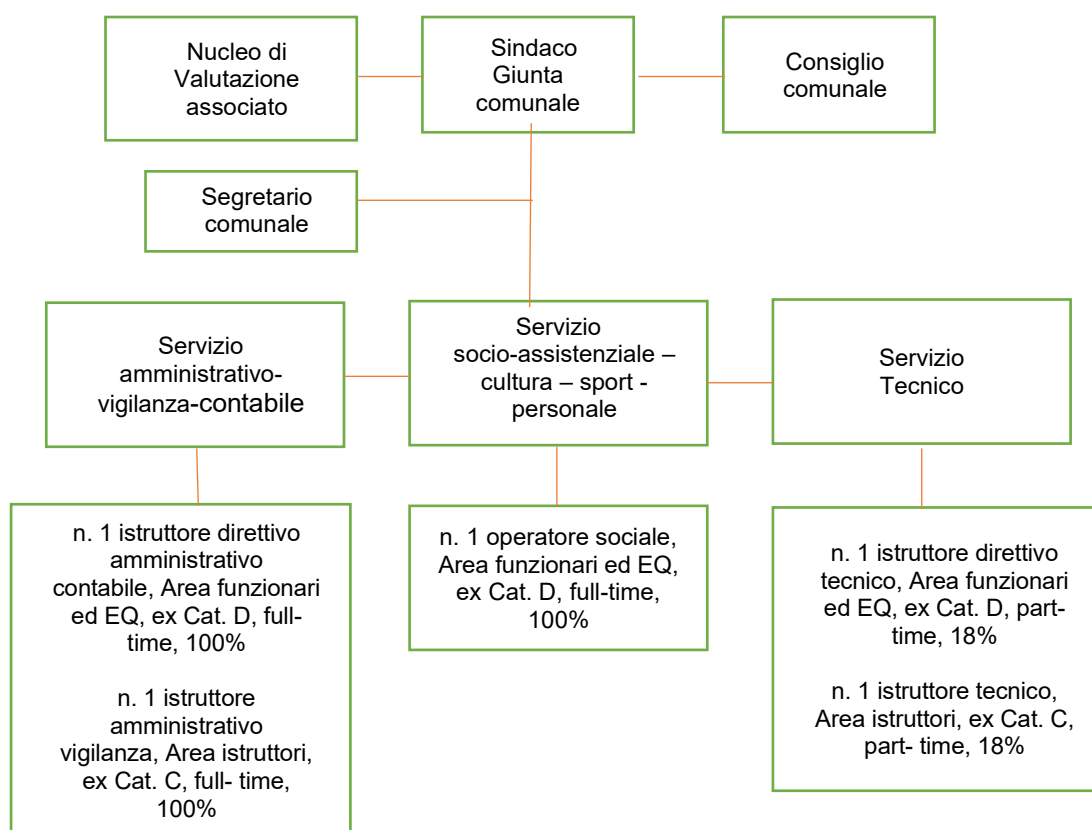 Nucleo di
Valutazione
associato
Sindaco
Giunta
comunale
Consiglio
comunale
Segretario
comunale
Servizio
amministrativo-
vigilanza-contabile
Servizio
socio-assistenziale –
cultura – sport -
personale
Servizio
Tecnico
n. 1 istruttore direttivo
amministrativo
contabile, Area funzionari
ed EQ, ex Cat. D, full-
time, 100%
n. 1 istruttore
amministrativo
vigilanza, Area istruttori,
ex Cat. C, full- time,
100%
n. 1 operatore sociale,
Area funzionari ed EQ,
ex Cat. D, full-time,
100%
n. 1 istruttore direttivo
tecnico, Area funzionari
ed EQ, ex Cat. D, part-
time, 18%
n. 1 istruttore tecnico,
Area istruttori, ex Cat. C,
part- time, 18%